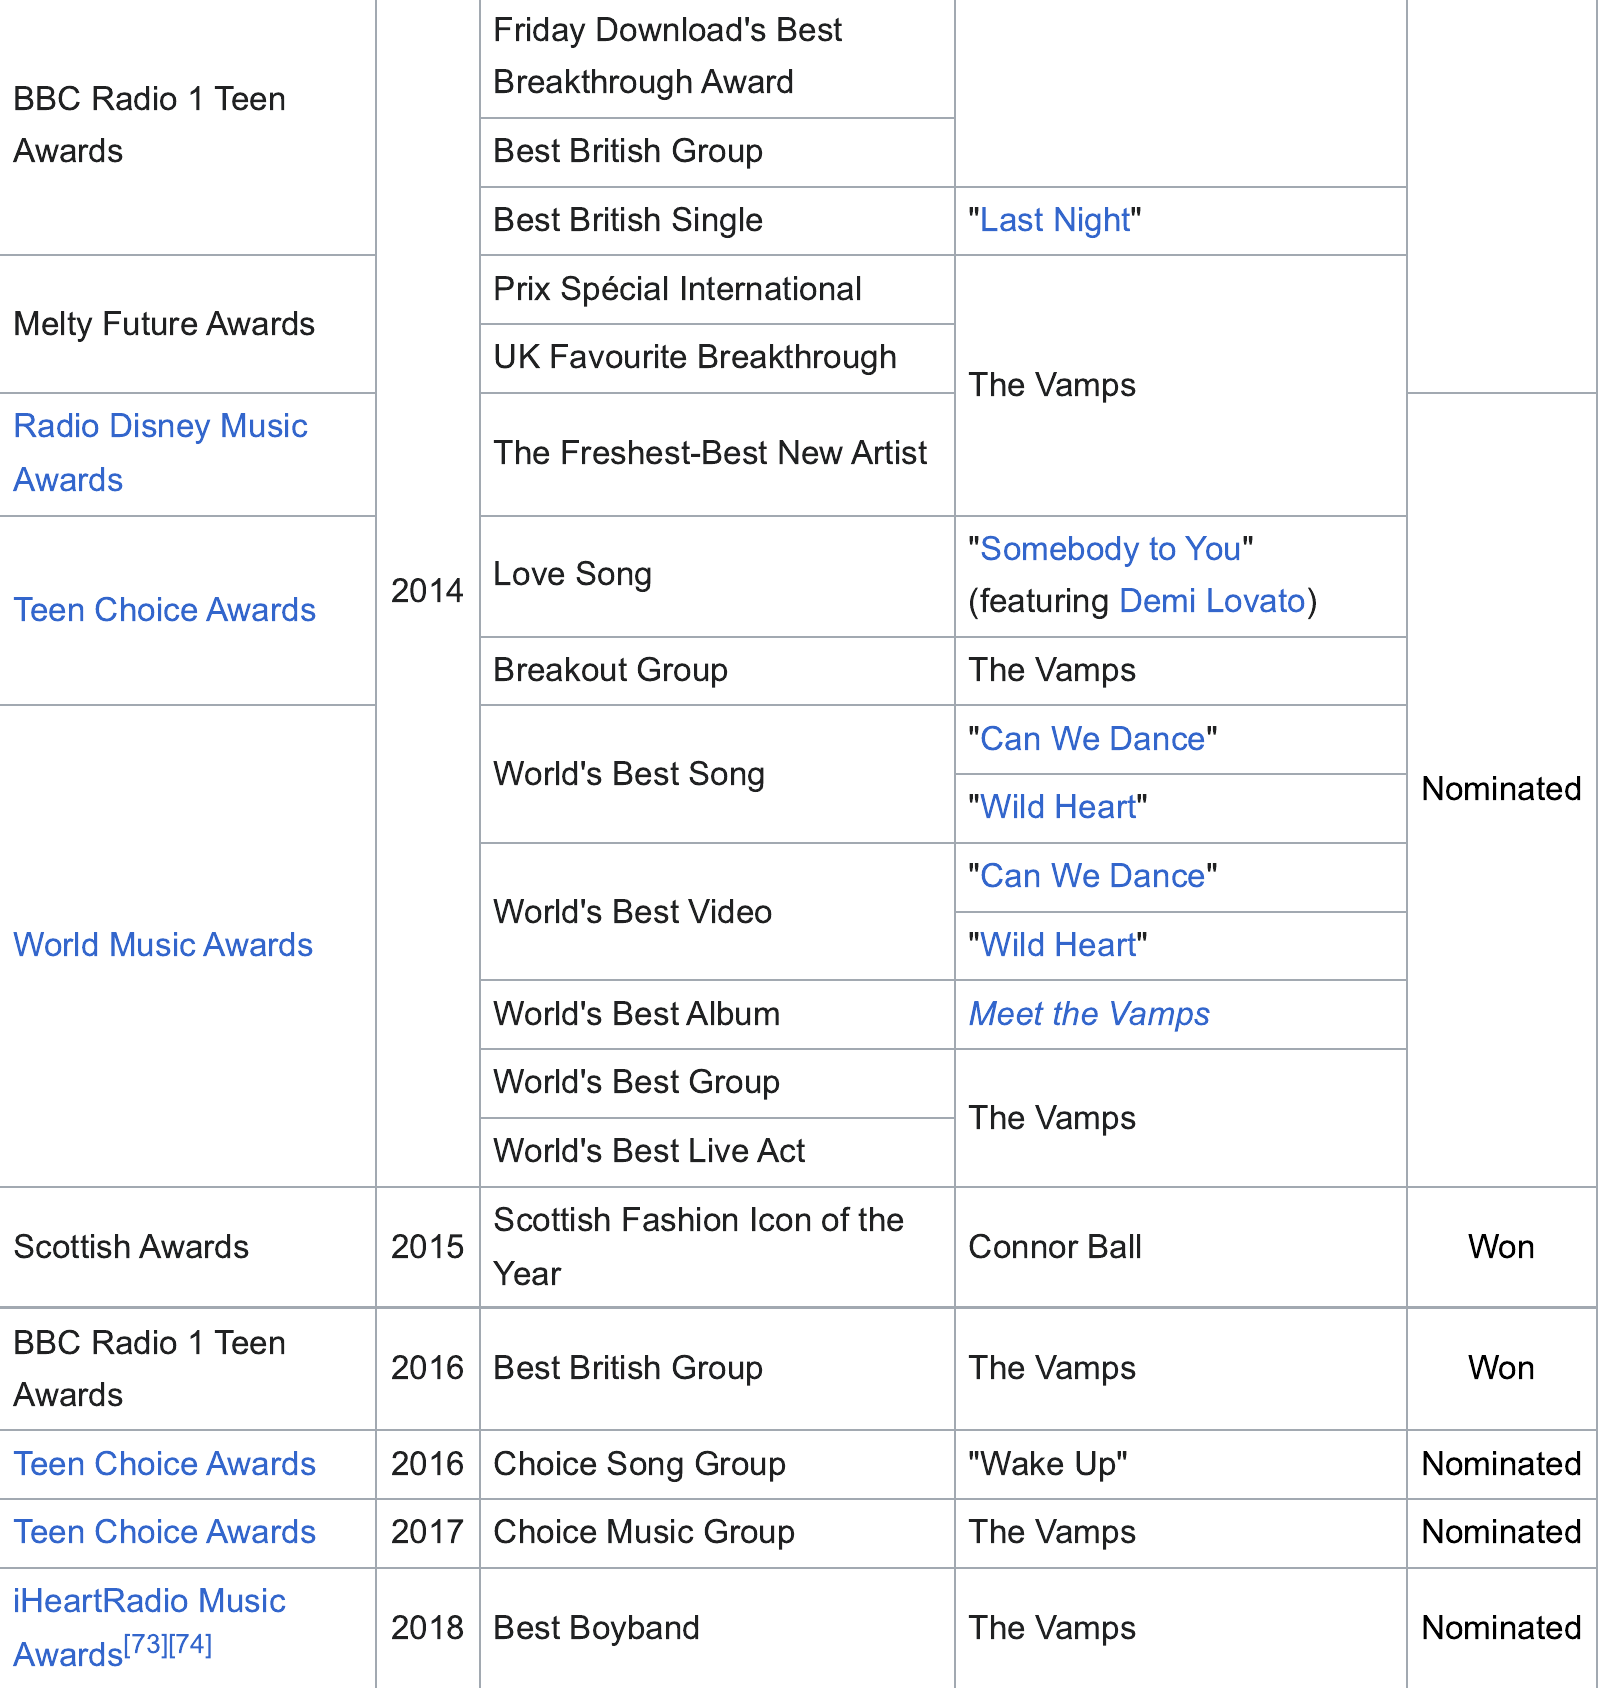 Friday Download's Best
Breakthrough Award
BBC Radio 1 Teen
Awards
Best British Group
Best British Single
"Last Night"
Melty Future Awards
Prix Spécial International
UK Favourite Breakthrough
The Vamps
Radio Disney Music
Awards
The Freshest-Best New Artist
2014
Teen Choice Awards
Love Song
"Somebody to You"
(featuring Demi Lovato)
Breakout Group
The Vamps
World Music Awards
World's Best Song
"Can We Dance"
"Wild Heart"
Nominated
World's Best Video
"Can We Dance"
"Wild Heart"
World's Best Album
Meet the Vamps
World's Best Group
The Vamps
World's Best Live Act
Scottish Awards
2015
Scottish Fashion Icon of the
Year
Connor Ball
Won
BBC Radio 1 Teen
Awards
2016
Best British Group
The Vamps
Won
Teen Choice Awards
2016
Choice Song Group
"Wake Up"
Nominated
Teen Choice Awards
2017
Choice Music Group
The Vamps
Nominated
iHeartRadio Music
Awards[73][74]
2018
Best Boyband
The Vamps
Nominated